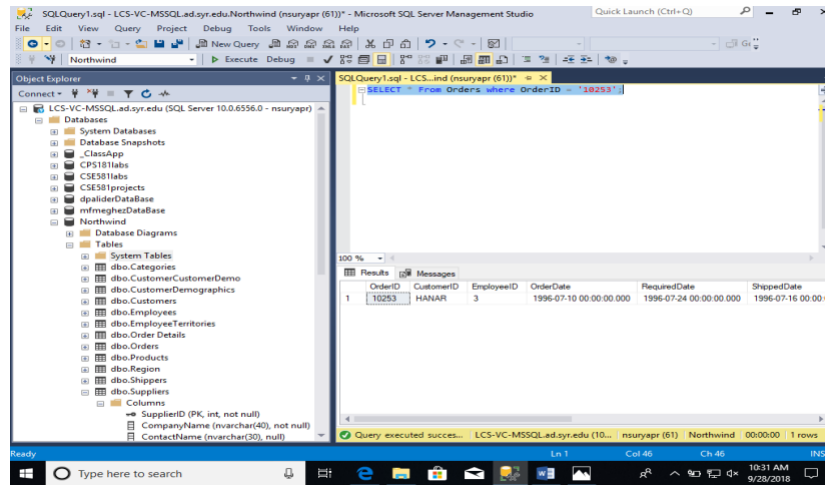 SQLQuery1.sql - LCS-VC-MSSQL.ad.syr.edu.Northwind (nsuryapr (61))* - Microsoft SQL Server Management Studio
Quick Launch (Ctrl+Q)
File Edit View Query Project Debug Tools Window Help
New Query
Northwind Execute Debug
Object Explorer
SQLQuery1.sql - LCS...ind (nsuryapr (61))*
Connect
SELECT * From Orders where OrderID = '10253';
LCS-VC-MSSQL.ad.syr.edu (SQL Server 10.0.6556.0 - nsuryapr)
Databases
System Databases
Database Snapshots
_ClassApp
CPS181labs
CSE581labs
CSE581projects
dpaliderDataBase
mfmeghezDataBase
Northwind
Database Diagrams
Tables
System Tables
dbo.Categories
dbo.CustomerCustomerDemo
dbo.CustomerDemographics
dbo.Customers
dbo.Employees
dbo.EmployeeTerritories
dbo.Order Details
dbo.Orders
dbo.Products
dbo.Region
dbo.Shippers
dbo.Suppliers
Columns
SupplierID (PK, int, not null)
CompanyName (nvarchar(40), not null)
ContactName (nvarchar(30), null)
100 %
Results Messages
OrderID CustomerID EmployeeID OrderDate RequiredDate ShippedDate
1 10253 HANAR 3 1996-07-10 00:00:00.000 1996-07-24 00:00:00.000 1996-07-16 00:00:
Query executed succes... LCS-VC-MSSQL.ad.syr.edu (10... nsuryapr (61) Northwind 00:00:00 1 rows
Ready Ln 1 Col 46 Ch 46 INS
Type here to search
10:31 AM
9/28/2018